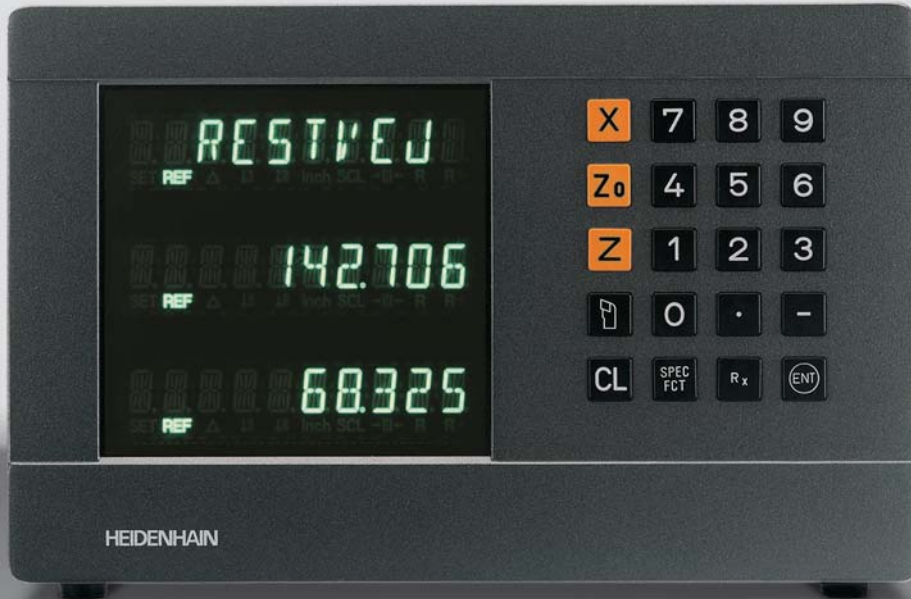 RESTVEJ
REF
142.706
REF
68.325
REF
X 7 8 9
Z0 4 5 6
Z 1 2 3
0 . -
CL SPEC FCT Rx ENT
HEIDENHAIN